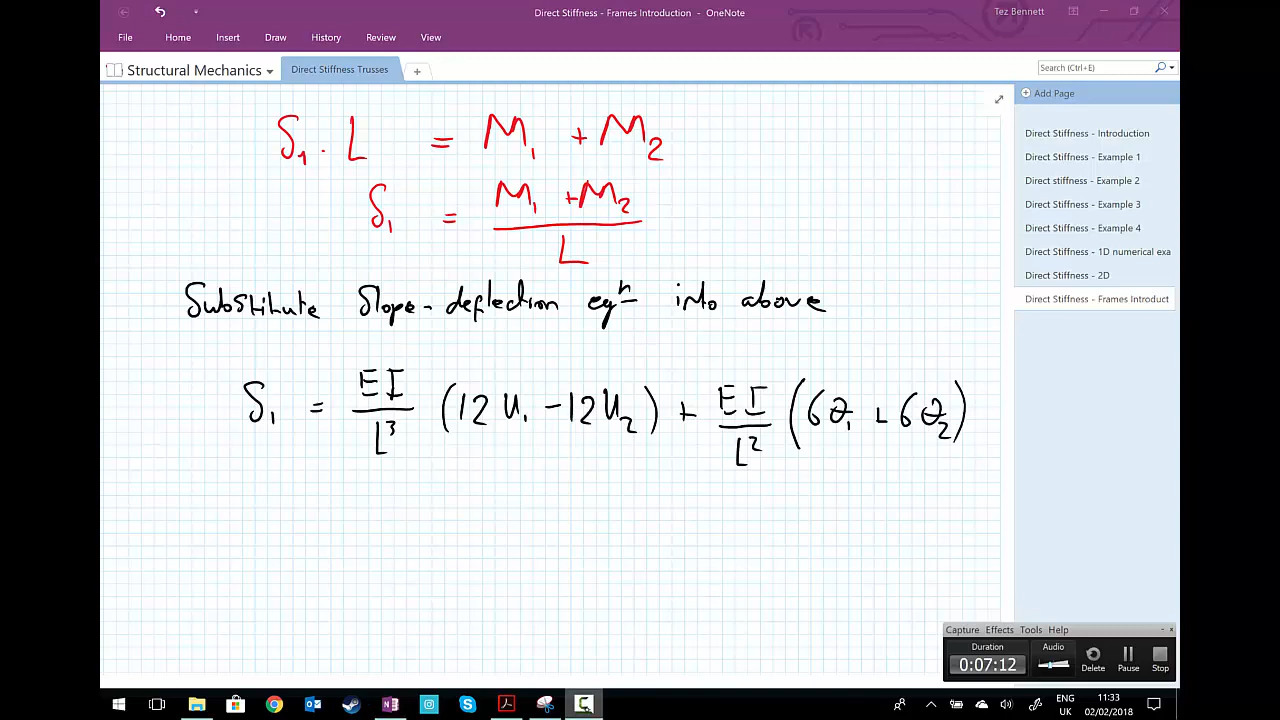 Direct Stiffness - Frames Introduction - OneNote
Tez Bennett
File Home Insert Draw History Review View
Structural Mechanics
Direct Stiffness Trusses
+
Search (Ctrl+E)
Add Page
Direct Stiffness - Introduction
Direct Stiffness - Example 1
Direct stiffness - Example 2
Direct Stiffness - Example 3
Direct Stiffness - Example 4
Direct Stiffness - 1D numerical exa
Direct Stiffness - 2D
Direct Stiffness - Frames Introduct
S₁ . L = M₁ + M₂
S₁ = (M₁ + M₂) / L
Substitute Slope-deflection eqⁿ into above
S₁ = EI/L³ (12 U₁ - 12 U₂) + EI/L² (6θ₁ + 6θ₂)
Capture Effects Tools Help
Duration
0:07:12
Audio
Delete
Pause
Stop
ENG
UK
11:33
02/02/2018